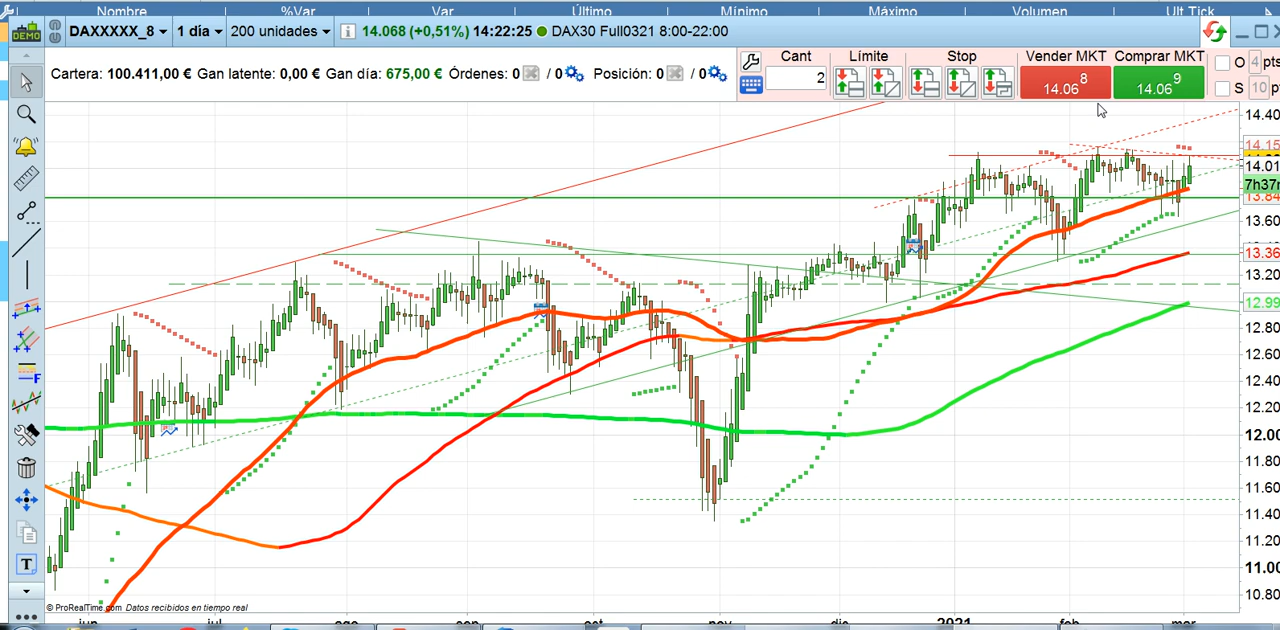 Nombre %Var Var Último Mínimo Máximo Volumen Ult Tick
DEMO DAXXXXX_8 1 día 200 unidades 14.068 (+0,51%) 14:22:25 DAX30 Full0321 8:00-22:00
Cartera: 100.411,00 € Gan latente: 0,00 € Gan día: 675,00 € Órdenes: 0 / 0 Posición: 0 / 0
Cant Límite Stop Vender MKT Comprar MKT O 4 pts
2 14.06 8 14.06 9 S 10
14.40
14.15
14.01
7h37
13.84
13.60
13.36
13.20
12.99
12.80
12.60
12.40
12.20
12.00
11.80
11.60
11.40
11.20
11.00
10.80
T
© ProRealTime.com Datos recibidos en tiempo real
jun jul ago sep oct nov dic 2021 feb mar